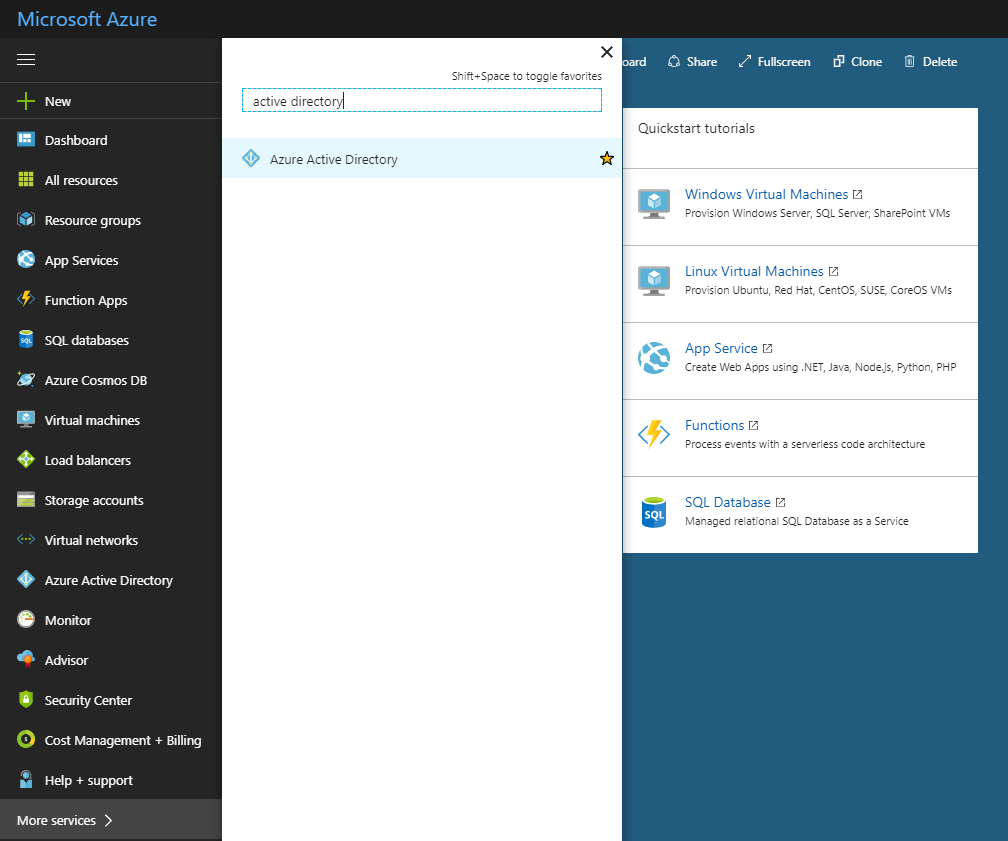 Microsoft Azure
New
Dashboard
All resources
Resource groups
App Services
Function Apps
SQL databases
Azure Cosmos DB
Virtual machines
Load balancers
Storage accounts
Virtual networks
Azure Active Directory
Monitor
Advisor
Security Center
Cost Management + Billing
Help + support
More services
Shift+Space to toggle favorites
active directory
Azure Active Directory
oard Share Fullscreen Clone Delete
Quickstart tutorials
Windows Virtual Machines
Provision Windows Server, SQL Server, SharePoint VMs
Linux Virtual Machines
Provision Ubuntu, Red Hat, CentOS, SUSE, CoreOS VMs
App Service
Create Web Apps using .NET, Java, Node.js, Python, PHP
Functions
Process events with a serverless code architecture
SQL
SQL Database
Managed relational SQL Database as a Service